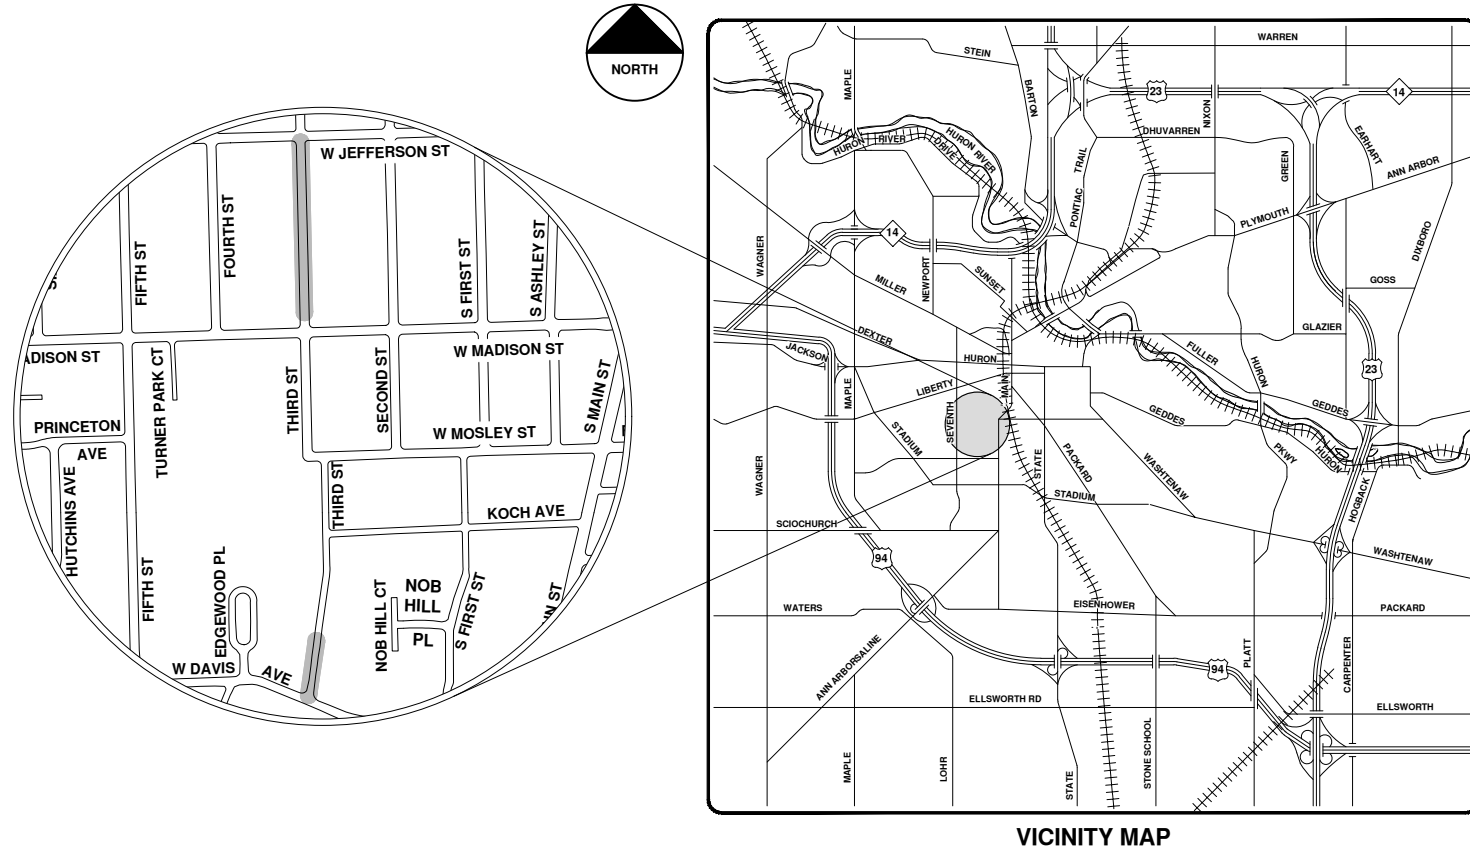 NORTH
W JEFFERSON ST
FOURTH ST
FIFTH ST
S FIRST ST
S ASHLEY ST
ADISON ST
W MADISON ST
TURNER PARK CT
THIRD ST
SECOND ST
S MAIN ST
PRINCETON
AVE
W MOSLEY ST
HUTCHINS AVE
THIRD ST
KOCH AVE
FIFTH ST
EDGEWOOD PL
NOB HILL CT
NOB
HILL
PL
S FIRST ST
IN ST
W DAVIS
AVE
WARREN
STEIN
MAPLE
BARTON
23
14
NIXON
DHUVARREN
EARHART
HURON RIVER
DRIVE
HURON RIVER
PONTIAC TRAIL
GREEN
ANN ARBOR
PLYMOUTH
DIXBORO
WAGNER
14
NEWPORT
MILLER
SUNSET
GOSS
GLAZIER
DEXTER
JACKSON
HURON
FULLER
HURON
23
MAPLE
LIBERTY
MAIN
SEVENTH
STADIUM
GEDDES
GEDDES
WAGNER
STATE
PACKARD
WASHTENAW
PKWY
HURON
STADIUM
HOGBACK
SCIOCHURCH
94
WASHTENAW
WATERS
EISENHOWER
PACKARD
ANN ARBORSALINE
PLATT
CARPENTER
94
ELLSWORTH RD
ELLSWORTH
MAPLE
LOHR
STATE
STONE SCHOOL
VICINITY MAP